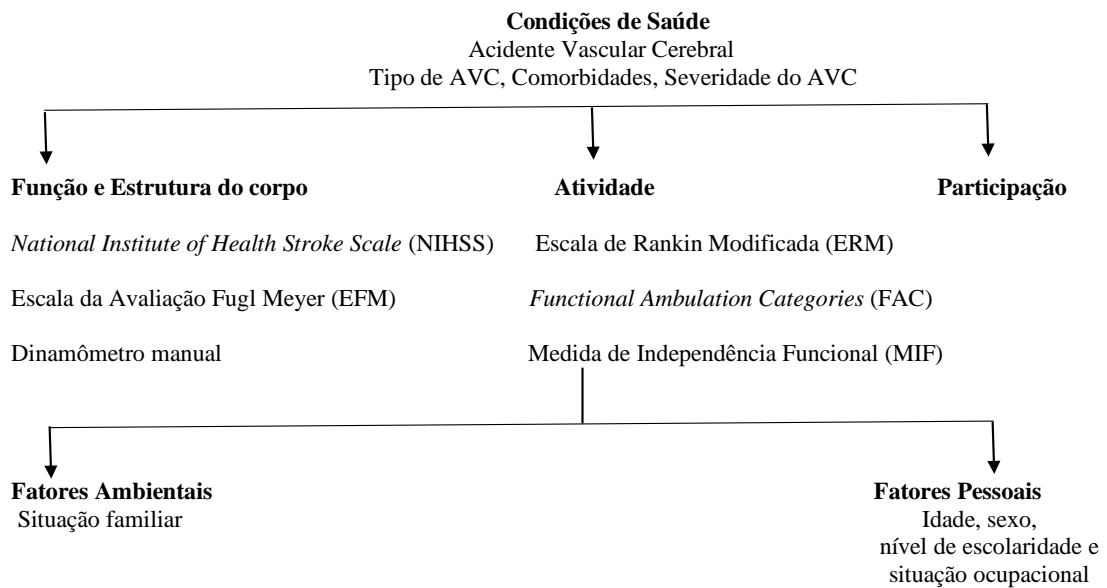 Condições de Saúde
Acidente Vascular Cerebral
Tipo de AVC, Comorbidades, Severidade do AVC
Função e Estrutura do corpo
Atividade
Participação
National Institute of Health Stroke Scale (NIHSS)
Escala de Rankin Modificada (ERM)
Escala da Avaliação Fugl Meyer (EFM)
Functional Ambulation Categories (FAC)
Dinamômetro manual
Medida de Independência Funcional (MIF)
Fatores Ambientais
Situação familiar
Fatores Pessoais
Idade, sexo,
nível de escolaridade e
situação ocupacional